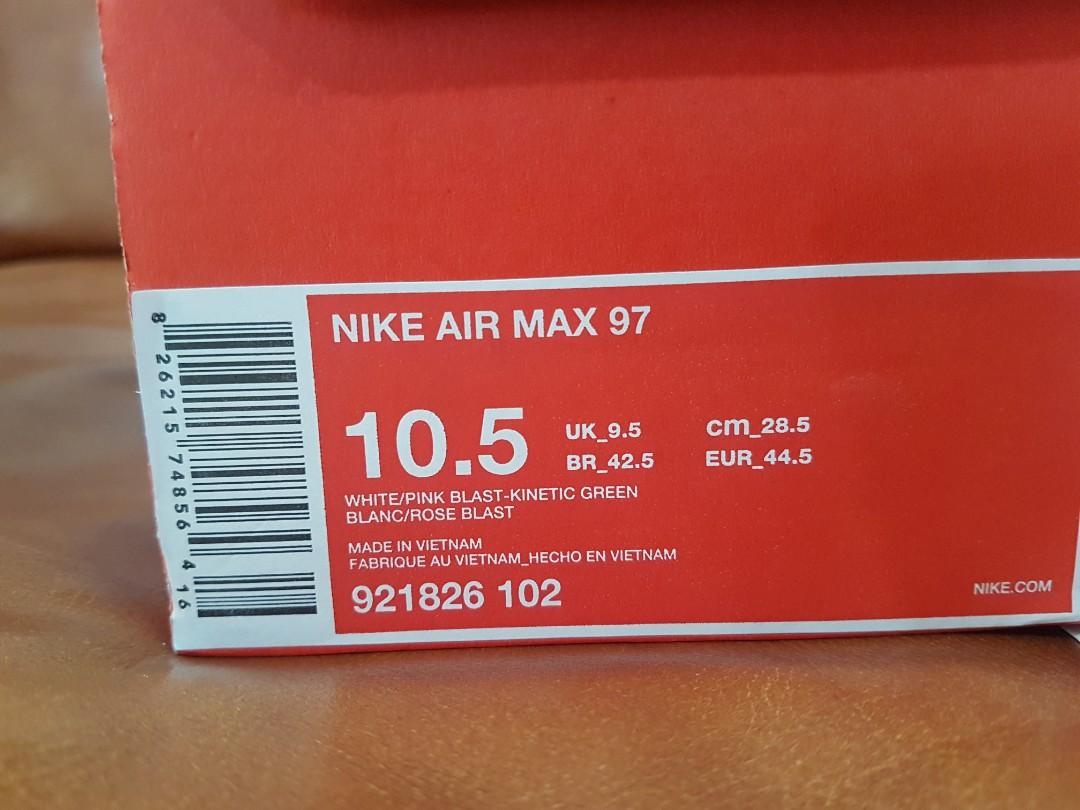 NIKE AIR MAX 97
10.5
UK_9.5 cm_28.5
BR_42.5 EUR_44.5
WHITE/PINK BLAST-KINETIC GREEN
BLANC/ROSE BLAST
MADE IN VIETNAM
FABRIQUE AU VIETNAM_HECHO EN VIETNAM
921826 102
NIKE.COM
8 26215 74856 4 16